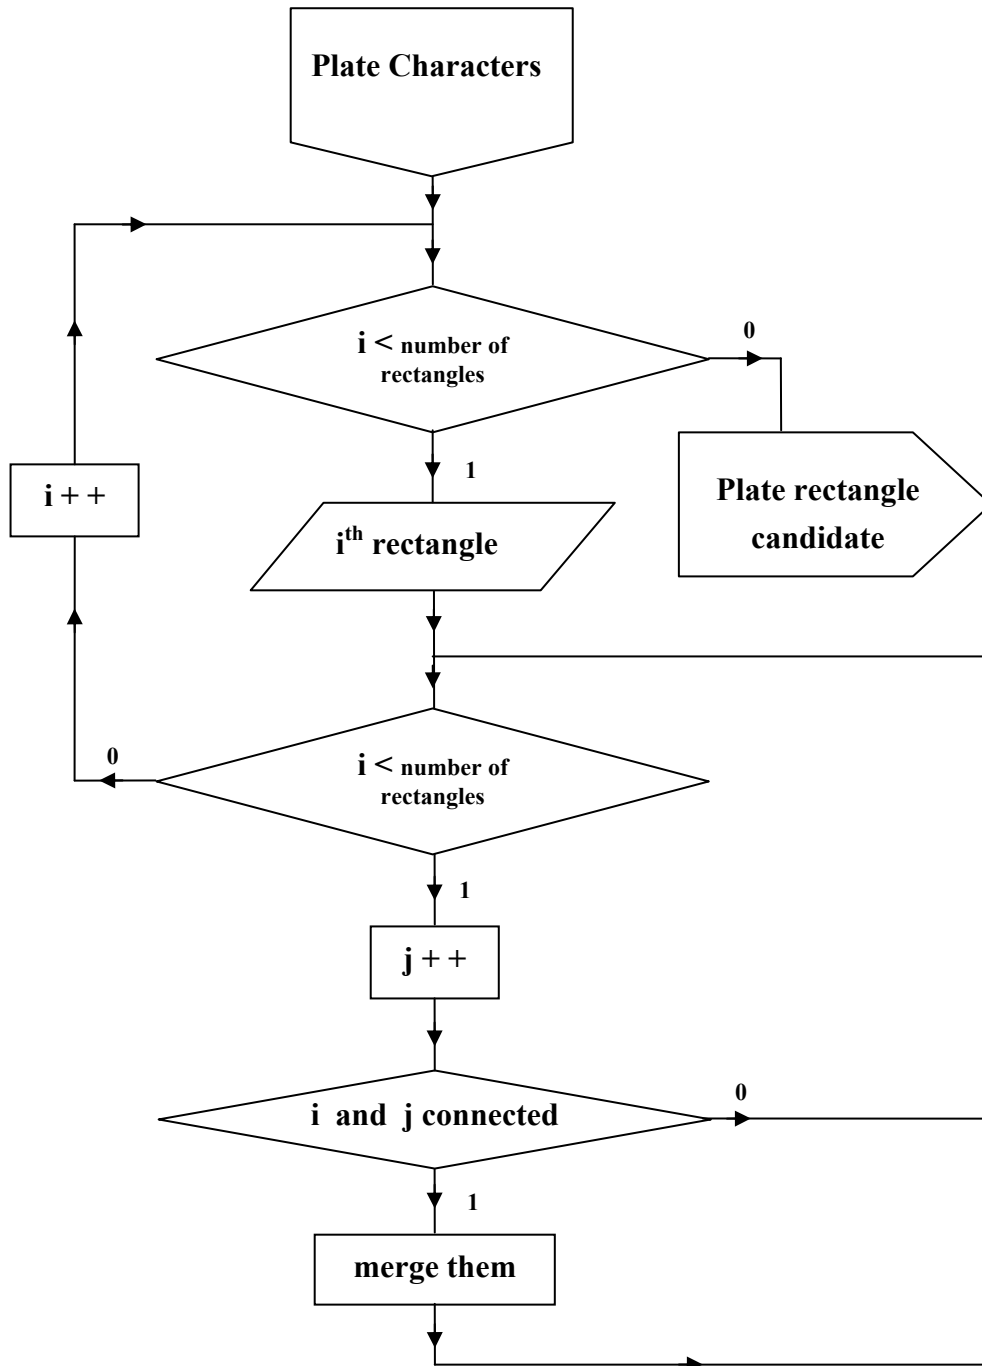 Plate Characters
i < number of
rectangles
0
1
i + +
Plate rectangle
candidate
i^th rectangle
i < number of
rectangles
0
1
j + +
i and j connected
0
1
merge them